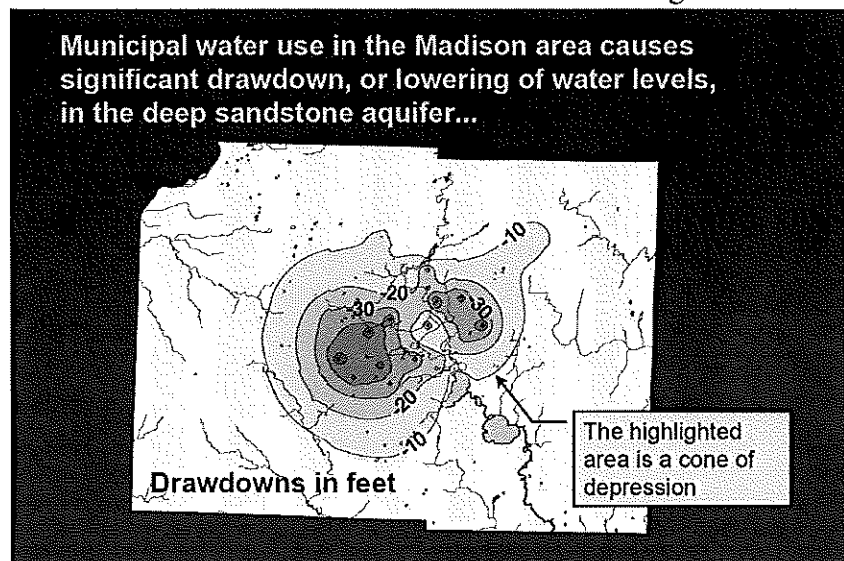 Municipal water use in the Madison area causes
significant drawdown, or lowering of water levels,
in the deep sandstone aquifer...
-10
-20
-30
-30
-20
-10
The highlighted
area is a cone of
depression
Drawdowns in feet